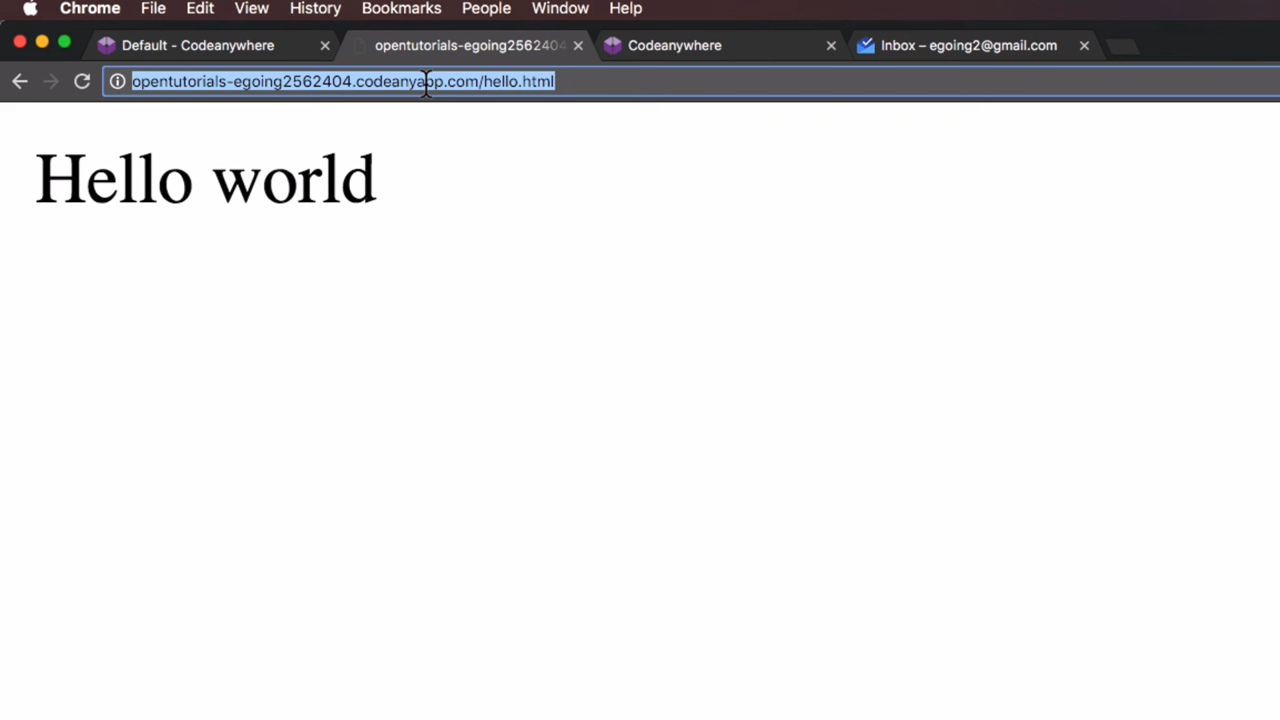 Chrome File Edit View History Bookmarks People Window Help
Default - Codeanywhere opentutorials-egoing2562404 Codeanywhere Inbox – egoing2@gmail.com
opentutorials-egoing2562404.codeanyapp.com/hello.html
Hello world